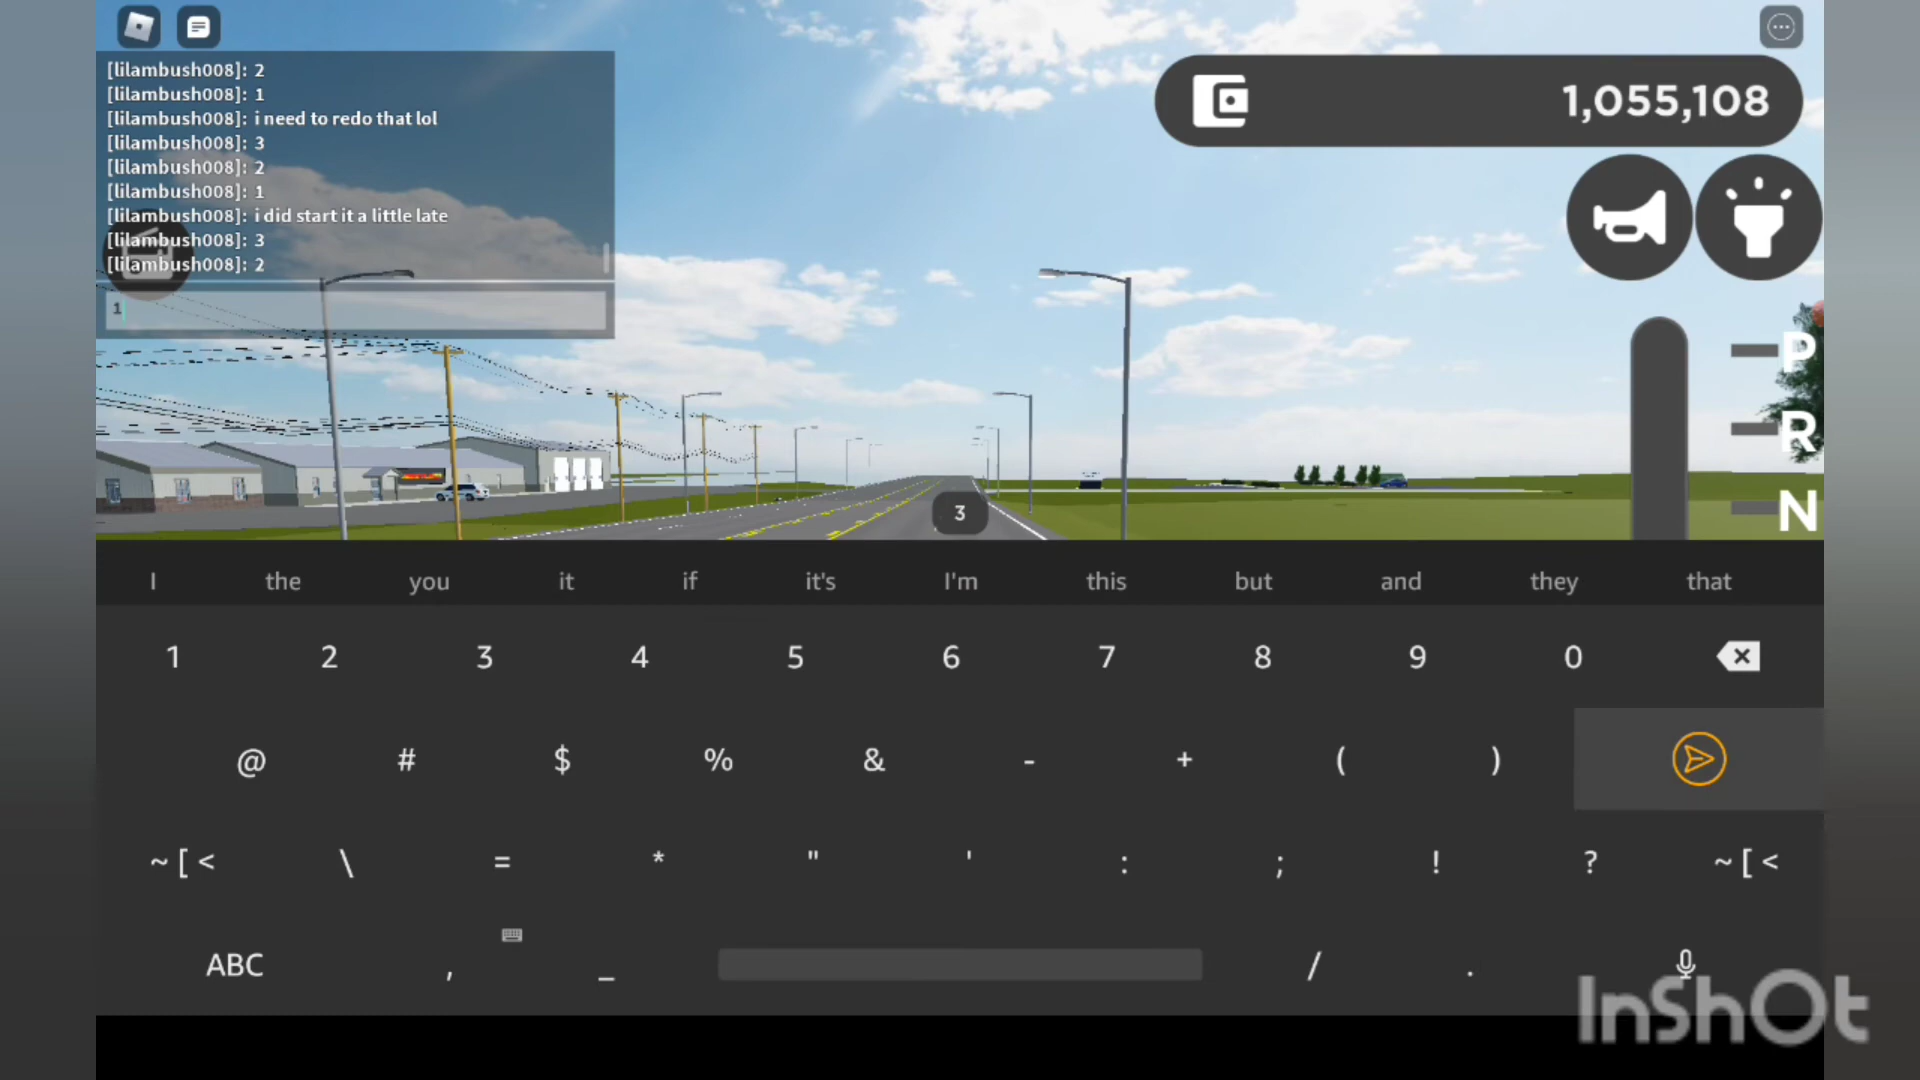 [lilambush008]: 2
[lilambush008]: 1
[lilambush008]: i need to redo that lol
[lilambush008]: 3
[lilambush008]: 2
[lilambush008]: 1
[lilambush008]: i did start it a little late
[lilambush008]: 3
[lilambush008]: 2
1
1,055,108
P
R
N
3
I the you it if it's I'm this but and they that
1 2 3 4 5 6 7 8 9 0
@ # $ % & - + ( )
~ [ < \ = * " ' : ; ! ? ~ [ <
ABC , _ / .
InShOt